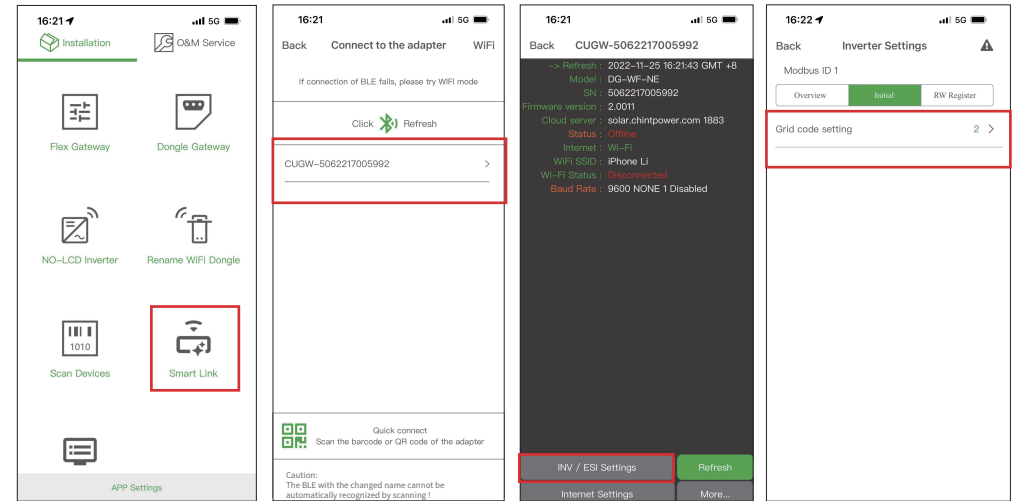 16:21
5G
Installation
O&M Service
Flex Gateway
Dongle Gateway
NO-LCD Inverter
Rename WIFI Dongle
1010
Scan Devices
Smart Link
APP Settings
16:21
5G
Back
Connect to the adapter
WiFi
If connection of BLE fails, please try WIFI mode
Click Refresh
CUGW-5062217005992
Quick connect
Scan the barcode or QR code of the adapter
Caution:
The BLE with the changed name cannot be
automatically recognized by scanning !
16:21
5G
Back
CUGW-5062217005992
-> Refresh : 2022-11-25 16:21:43 GMT +8
Model : DG-WF-NE
SN : 5062217005992
Firmware version : 2.0011
Cloud server : solar.chintpower.com 1883
Status : Offline
Internet : Wi-Fi
WiFi SSID : iPhone Li
Wi-Fi Status : Disconnected
Baud Rate : 9600 NONE 1 Disabled
INV / ESI Settings
Refresh
Internet Settings
More...
16:22
5G
Back
Inverter Settings
Modbus ID 1
Overview
Initial
RW Register
Grid code setting
2 >